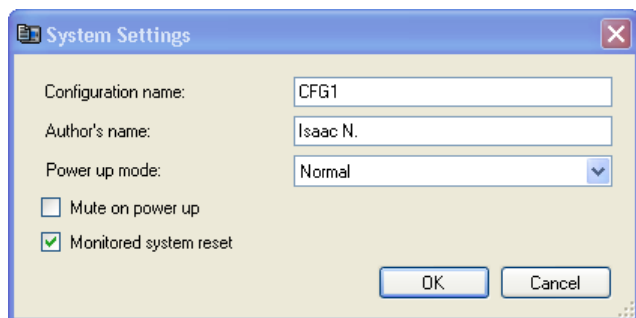 System Settings
Configuration name: CFG1
Author's name: Isaac N.
Power up mode: Normal
Mute on power up
Monitored system reset
OK Cancel